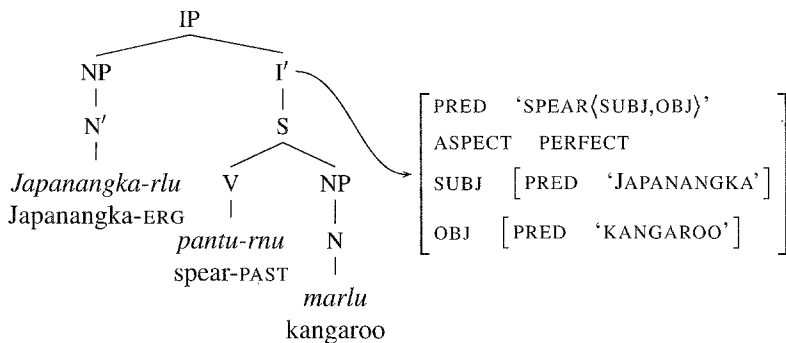 IP
NP I′
N′ S
Japanangka-rlu V NP
Japanangka-ERG
pantu-rnu N
spear-PAST
marlu
kangaroo
PRED ‘SPEAR⟨SUBJ,OBJ⟩’
ASPECT PERFECT
SUBJ [PRED ‘JAPANANGKA’]
OBJ [PRED ‘KANGAROO’]